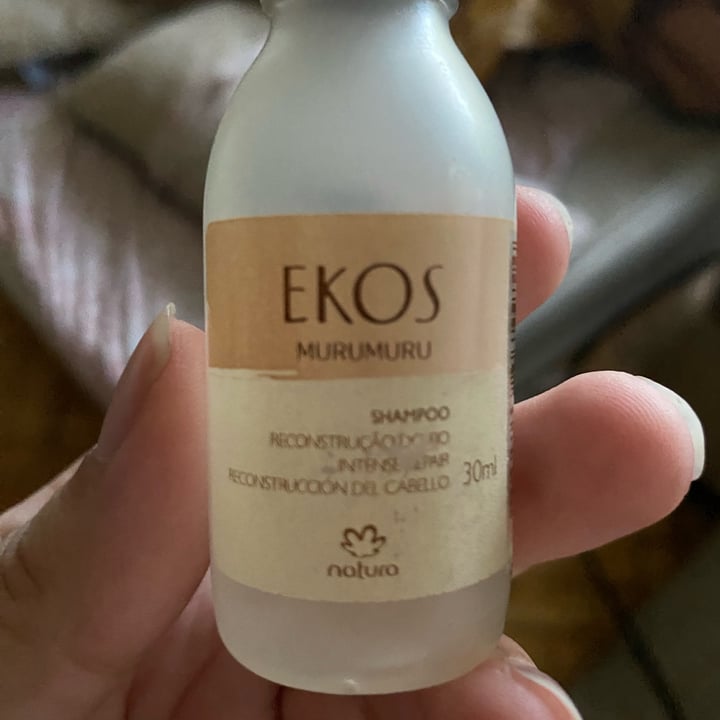 EKOS
MURUMURU
SHAMPOO
RECONSTRUÇÃO
INTENSE
RECONSTRUCCIÓN DEL CABELLO 30ml
natura